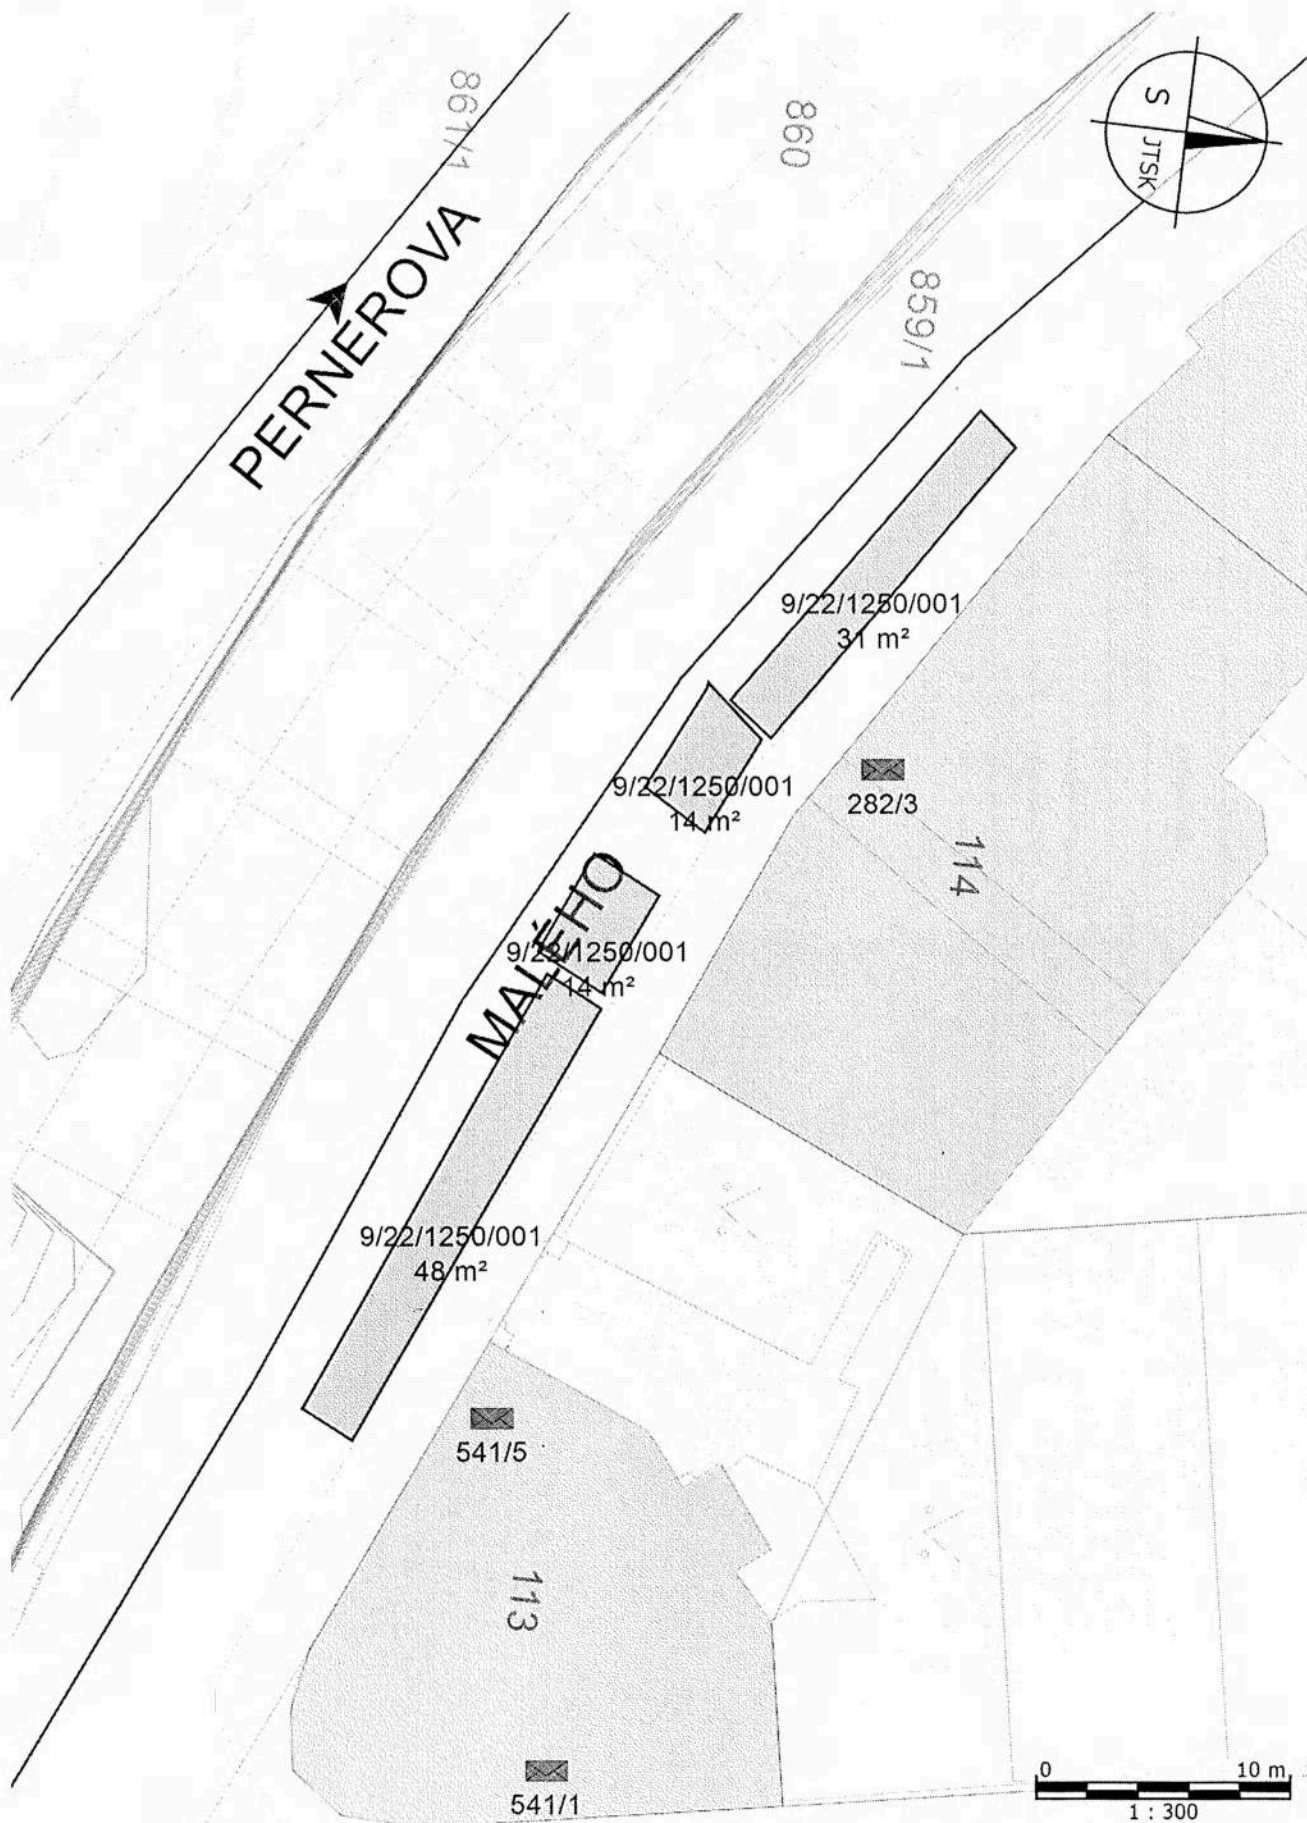 861/1
860
S JTSK
PERNEROVA
859/1
9/22/1250/001
31 m²
9/22/1250/001
14 m²
282/3
114
MALÉHO
9/22/1250/001
14 m²
9/22/1250/001
48 m²
541/5
113
541/1
0 10 m
1 : 300